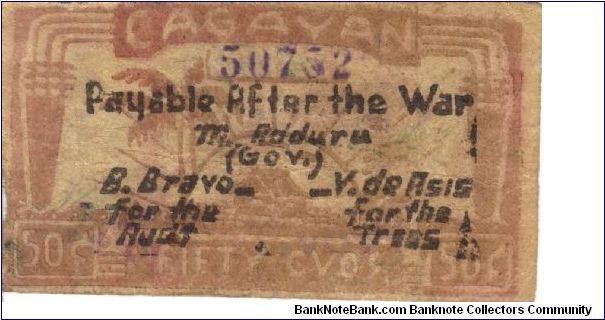 CAGAYAN
50752
Payable After the War
M. Adduru
(Gov.)
B. Bravo V. de Asis
for the for the
Audt Treas
50¢ FIFTY CVOS 50¢
BankNoteBank.com Banknote Collectors Community